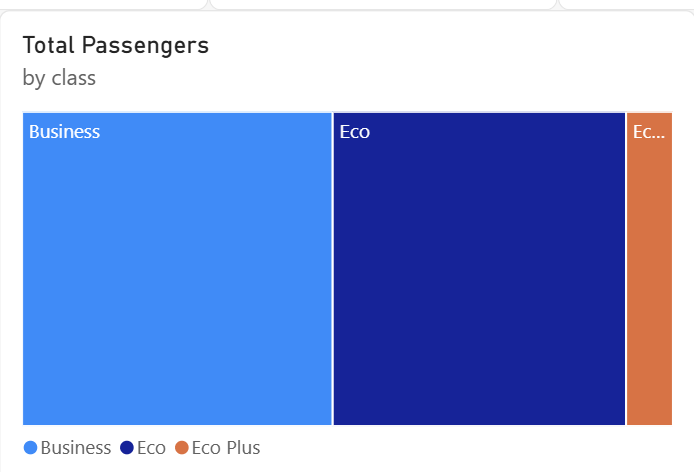 Total Passengers
by class
Business Eco Ec...
Business Eco Eco Plus